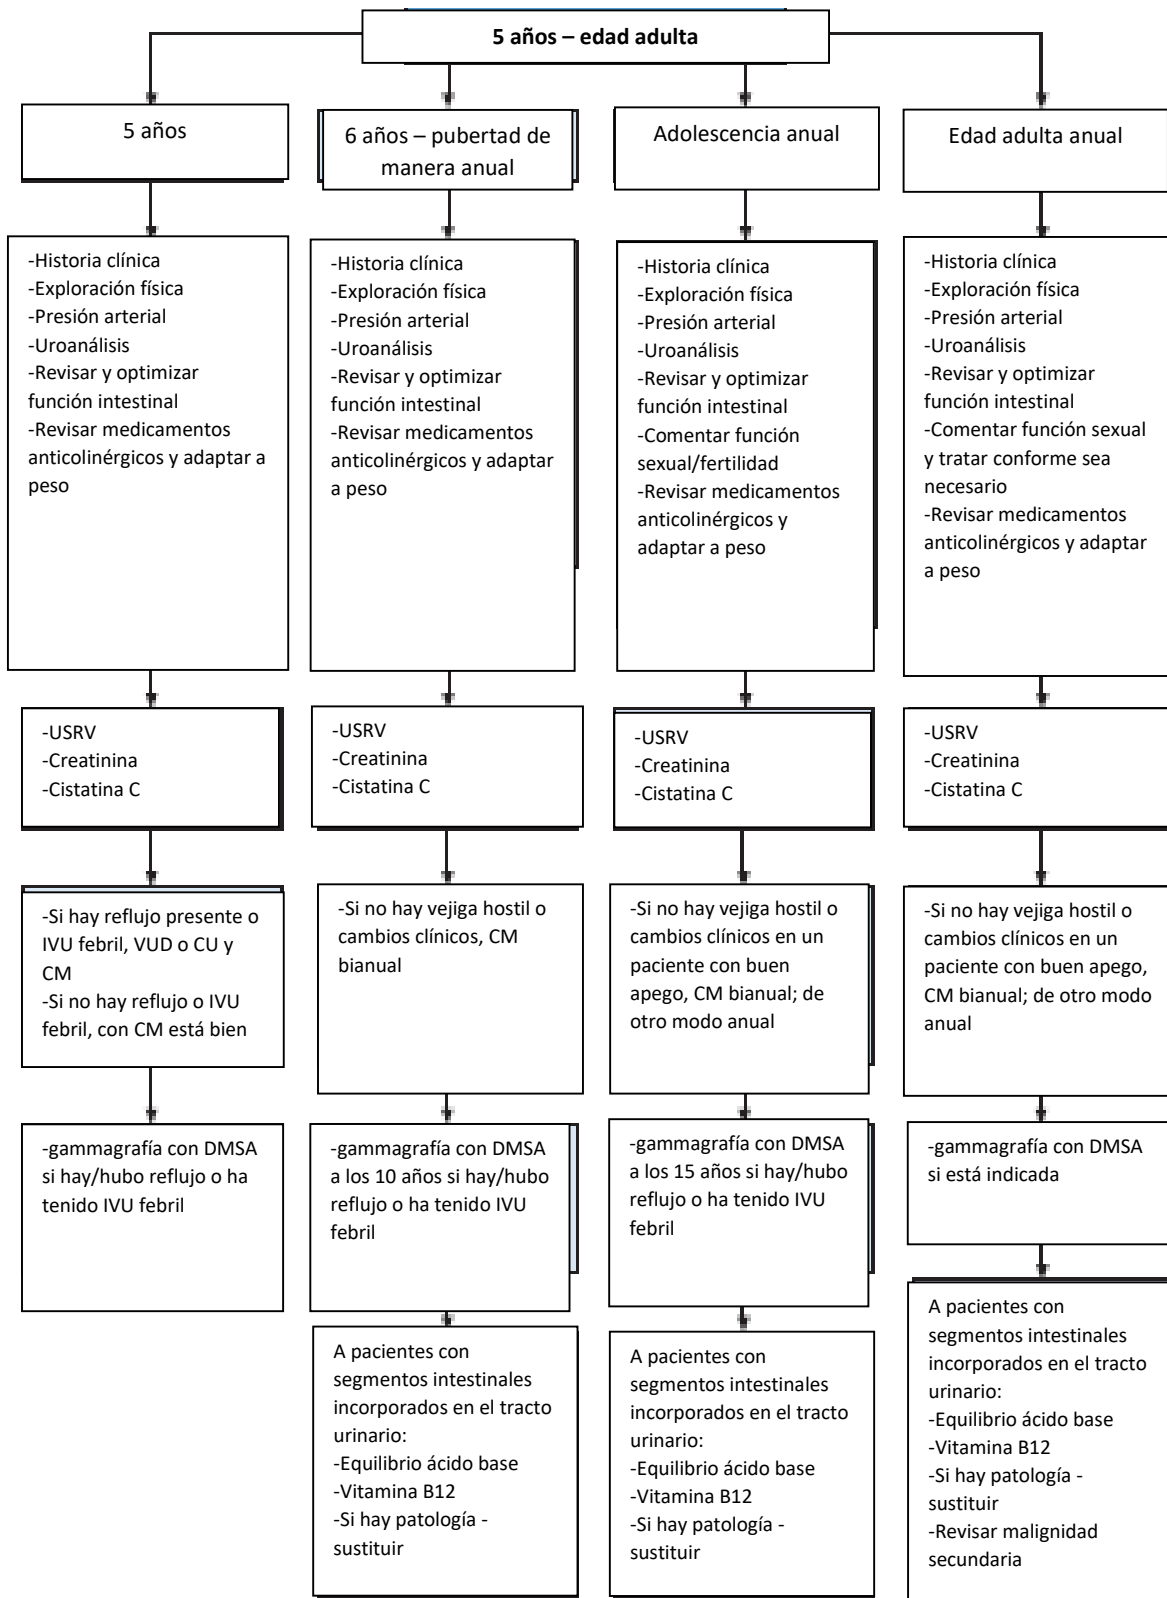 5 años – edad adulta
5 años
6 años – pubertad de
manera anual
Adolescencia anual
Edad adulta anual
-Historia clínica
-Exploración física
-Presión arterial
-Uroanálisis
-Revisar y optimizar
función intestinal
-Revisar medicamentos
anticolinérgicos y adaptar a
peso
-Historia clínica
-Exploración física
-Presión arterial
-Uroanálisis
-Revisar y optimizar
función intestinal
-Revisar medicamentos
anticolinérgicos y adaptar
a peso
-Historia clínica
-Exploración física
-Presión arterial
-Uroanálisis
-Revisar y optimizar
función intestinal
-Comentar función
sexual/fertilidad
-Revisar medicamentos
anticolinérgicos y
adaptar a peso
-Historia clínica
-Exploración física
-Presión arterial
-Uroanálisis
-Revisar y optimizar
función intestinal
-Comentar función sexual
y tratar conforme sea
necesario
-Revisar medicamentos
anticolinérgicos y adaptar
a peso
-USRV
-Creatinina
-Cistatina C
-USRV
-Creatinina
-Cistatina C
-USRV
-Creatinina
-Cistatina C
-USRV
-Creatinina
-Cistatina C
-Si hay reflujo presente o
IVU febril, VUD o CU y
CM
-Si no hay reflujo o IVU
febril, con CM está bien
-Si no hay vejiga hostil o
cambios clínicos, CM
bianual
-Si no hay vejiga hostil o
cambios clínicos en un
paciente con buen
apego, CM bianual; de
otro modo anual
-Si no hay vejiga hostil o
cambios clínicos en un
paciente con buen apego,
CM bianual; de otro modo
anual
-gammagrafía con DMSA
si hay/hubo reflujo o ha
tenido IVU febril
-gammagrafía con DMSA
a los 10 años si hay/hubo
reflujo o ha tenido IVU
febril
-gammagrafía con DMSA
a los 15 años si hay/hubo
reflujo o ha tenido IVU
febril
-gammagrafía con DMSA
si está indicada
A pacientes con
segmentos intestinales
incorporados en el tracto
urinario:
-Equilibrio ácido base
-Vitamina B12
-Si hay patología -
sustituir
A pacientes con
segmentos intestinales
incorporados en el tracto
urinario:
-Equilibrio ácido base
-Vitamina B12
-Si hay patología -
sustituir
A pacientes con
segmentos intestinales
incorporados en el tracto
urinario:
-Equilibrio ácido base
-Vitamina B12
-Si hay patología -
sustituir
-Revisar malignidad
secundaria